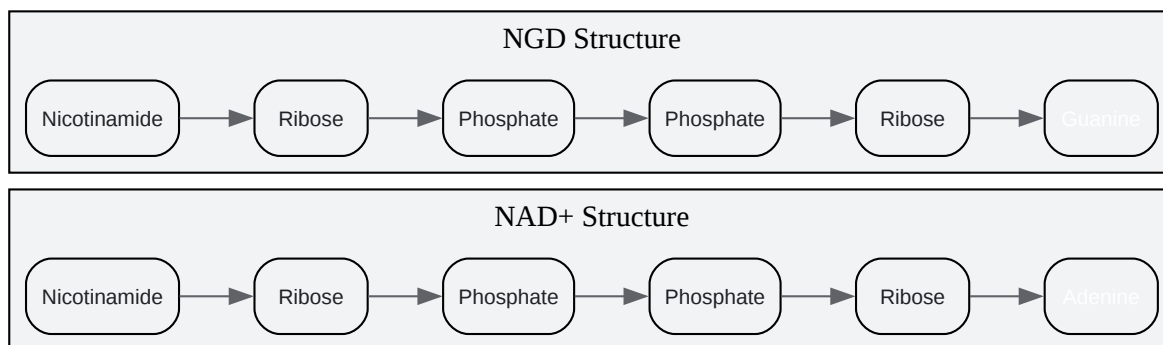 NGD Structure
Nicotinamide Ribose Phosphate Phosphate Ribose Guanine
NAD+ Structure
Nicotinamide Ribose Phosphate Phosphate Ribose Adenine